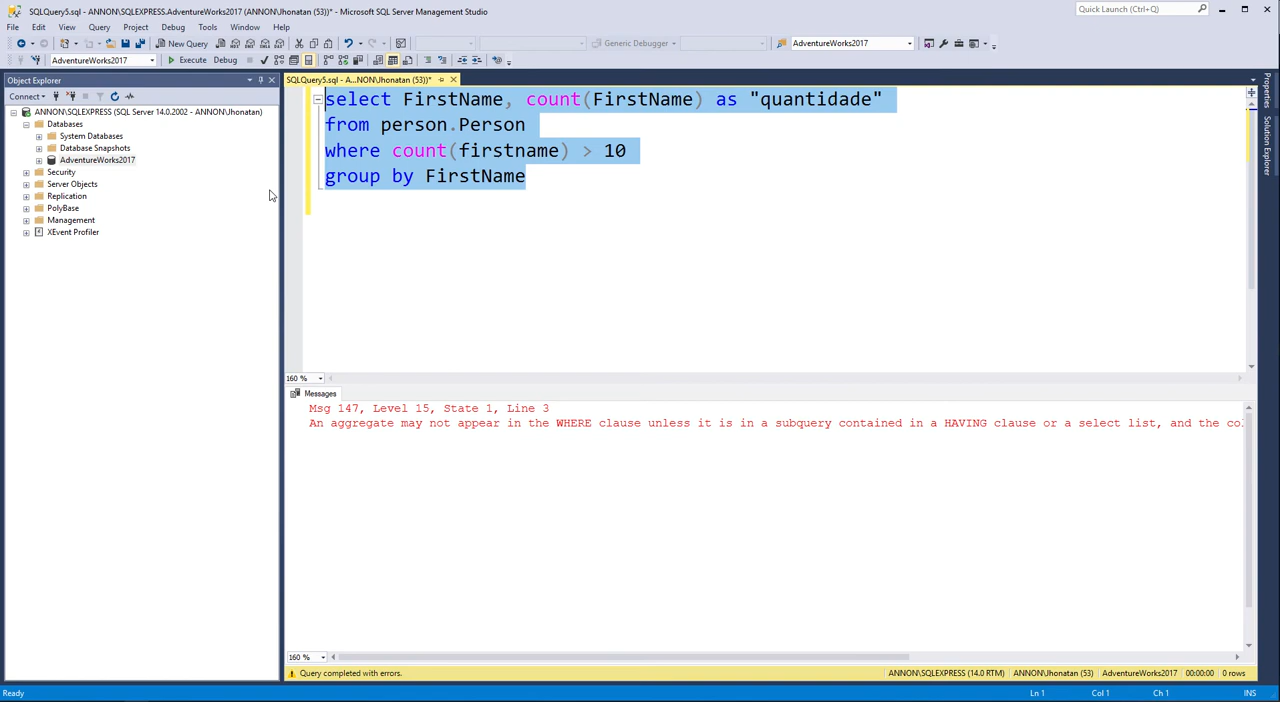 SQLQuery5.sql - ANNON\SQLEXPRESS.AdventureWorks2017 (ANNON\Jhonatan (53))* - Microsoft SQL Server Management Studio
Quick Launch (Ctrl+Q)
File Edit View Query Project Debug Tools Window Help
New Query
Generic Debugger
AdventureWorks2017
AdventureWorks2017
Execute Debug
Object Explorer
SQLQuery5.sql - A...NNON\Jhonatan (53))*
Connect
ANNON\SQLEXPRESS (SQL Server 14.0.2002 - ANNON\Jhonatan)
Databases
System Databases
Database Snapshots
AdventureWorks2017
Security
Server Objects
Replication
PolyBase
Management
XEvent Profiler
select FirstName, count(FirstName) as "quantidade"
from person.Person
where count(firstname) > 10
group by FirstName
160 %
Messages
Msg 147, Level 15, State 1, Line 3
An aggregate may not appear in the WHERE clause unless it is in a subquery contained in a HAVING clause or a select list, and the co
160 %
Query completed with errors.
ANNON\SQLEXPRESS (14.0 RTM) ANNON\Jhonatan (53) AdventureWorks2017 00:00:00 0 rows
Ready
Ln 1 Col 1 Ch 1 INS
Properties
Solution Explorer